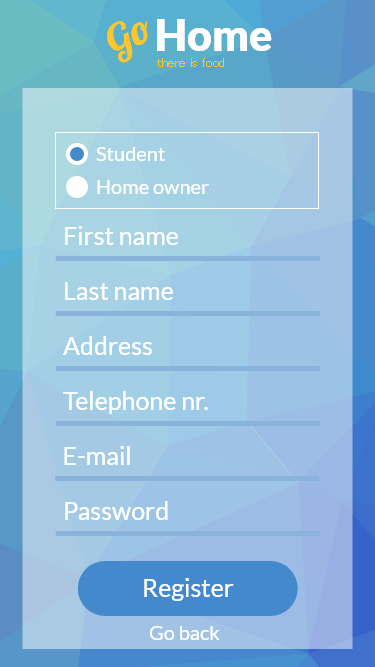 Go Home
there is food
Student
Home owner
First name
Last name
Address
Telephone nr.
E-mail
Password
Register
Go back